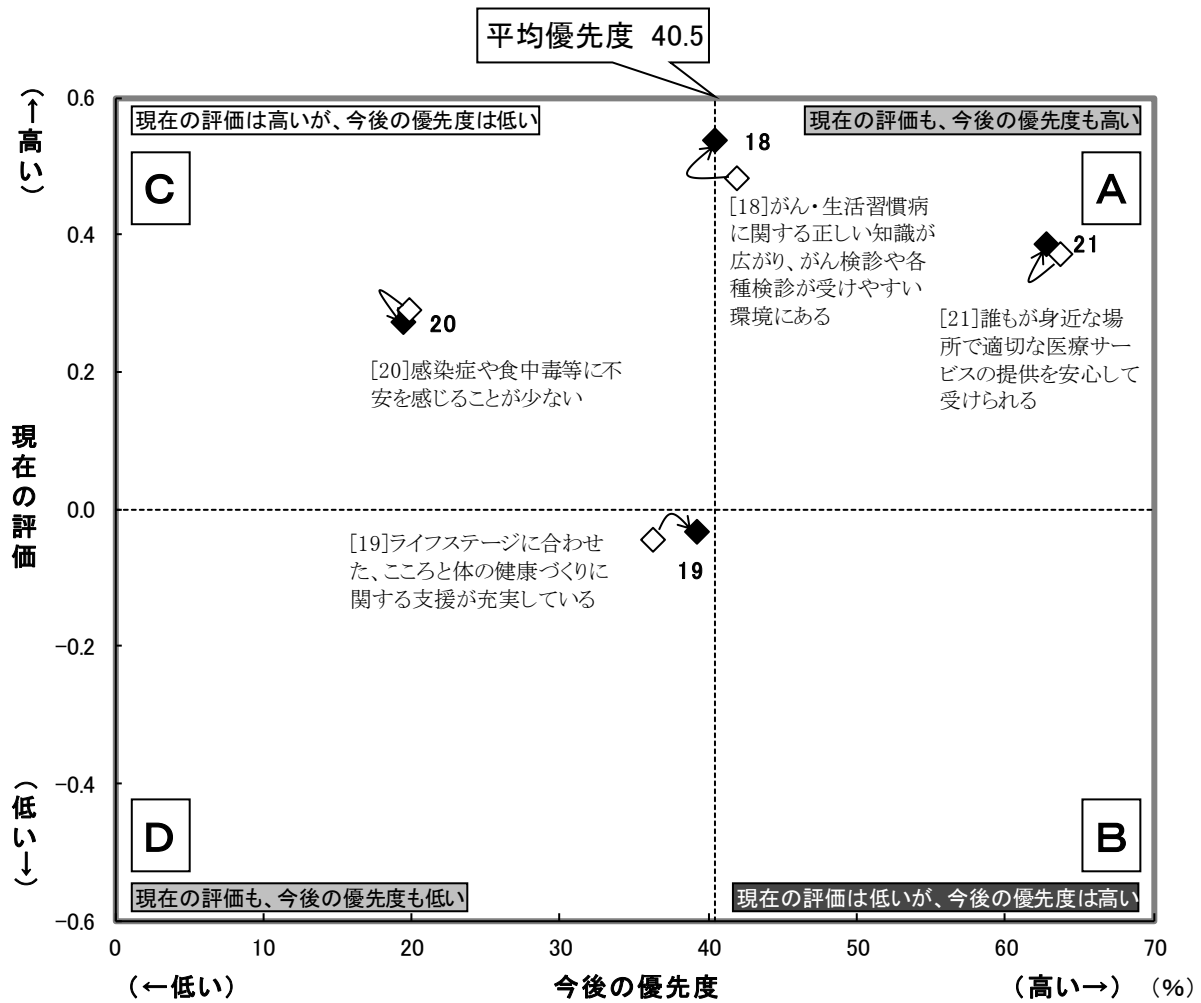 平均優先度 40.5
(↑高い)
現在の評価
(低い↓)
0.6
0.4
0.2
0.0
−0.2
−0.4
−0.6
現在の評価は高いが、今後の優先度は低い
現在の評価も、今後の優先度も高い
C
A
18
[18]がん・生活習慣病
に関する正しい知識が
広がり、がん検診や各
種検診が受けやすい
環境にある
21
[21]誰もが身近な場
所で適切な医療サー
ビスの提供を安心して
受けられる
20
[20]感染症や食中毒等に不
安を感じることが少ない
[19]ライフステージに合わせ
た、こころと体の健康づくりに
関する支援が充実している
19
D
B
現在の評価も、今後の優先度も低い
現在の評価は低いが、今後の優先度は高い
0 10 20 30 40 50 60 70
(←低い) 今後の優先度 (高い→) (%)